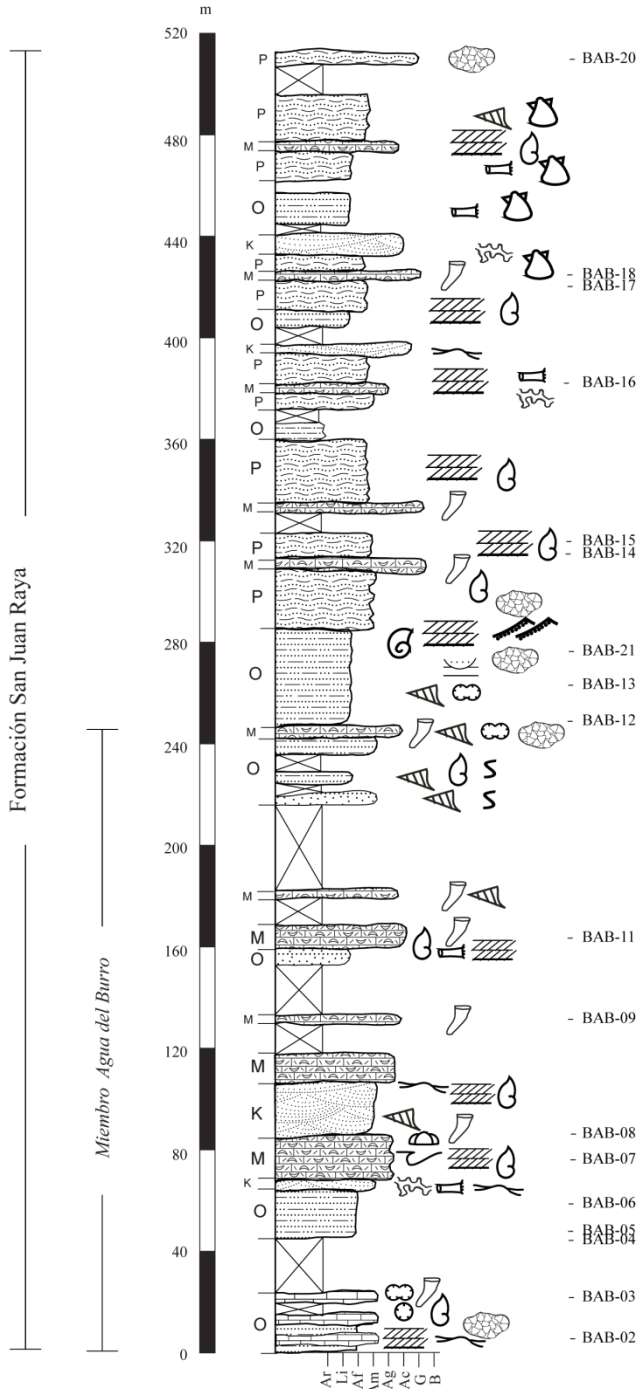 m
520
P
BAB-20
P
480
M
P
O
440
K
P
M
BAB-18
BAB-17
P
O
400
K
P
M
BAB-16
P
O
360
P
M
320
P
BAB-15
BAB-14
M
P
280
O
BAB-21
BAB-13
BAB-12
M
240
O
S
S
200
M
M
BAB-11
160
O
M
BAB-09
120
M
K
BAB-08
M
BAB-07
80
K
O
BAB-06
BAB-05
BAB-04
40
BAB-03
O
BAB-02
0
Ar
Li
Af
Am
Ag
Ac
G
B
Formación San Juan Raya
Miembro Agua del Burro